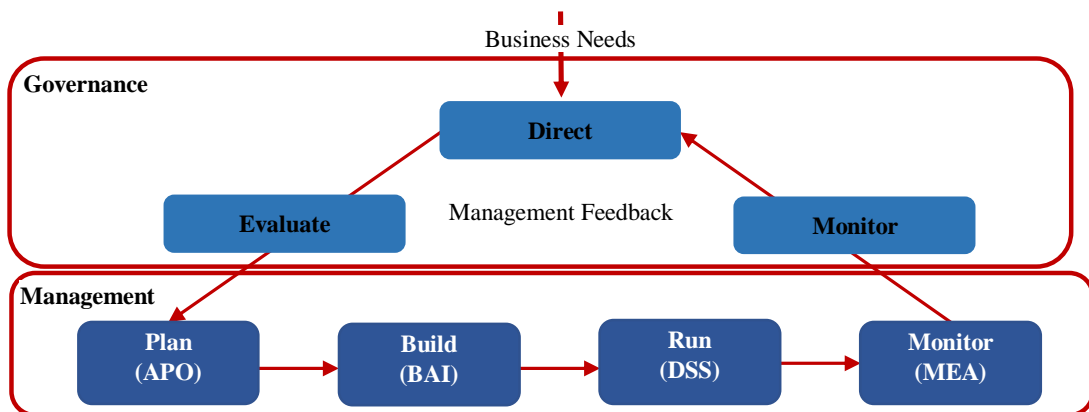 Business Needs
Governance
Direct
Evaluate
Management Feedback
Monitor
Management
Plan
(APO)
Build
(BAI)
Run
(DSS)
Monitor
(MEA)